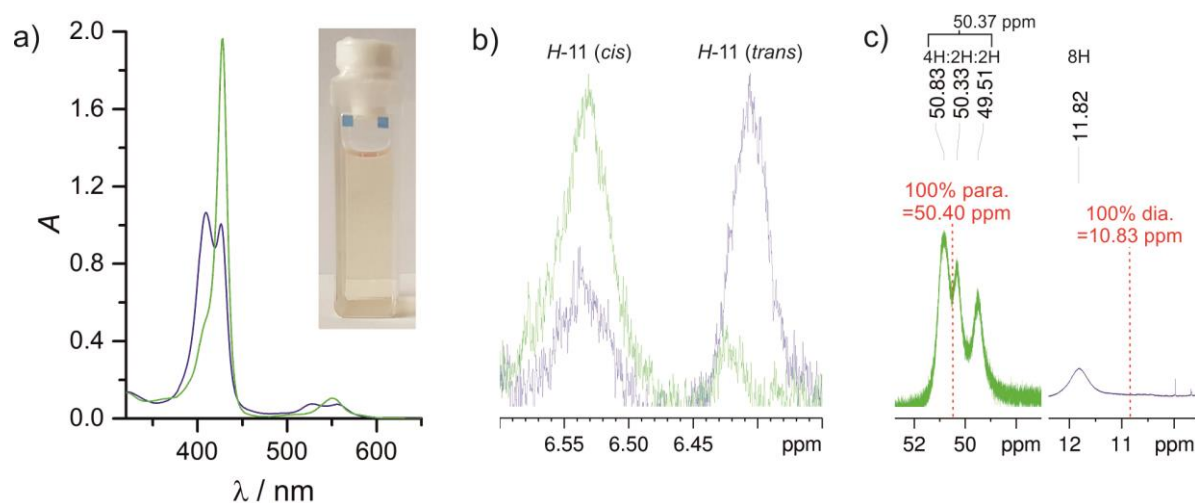 a)
2.0
1.6
1.2
0.8
0.4
0.0
A
400 500 600
λ / nm
b)
H-11 (cis) H-11 (trans)
6.55 6.50 6.45 ppm
c)
50.37 ppm
4H:2H:2H 8H
50.83
50.33
49.51
11.82
100% para.
=50.40 ppm
100% dia.
=10.83 ppm
52 50 ppm 12 11 ppm